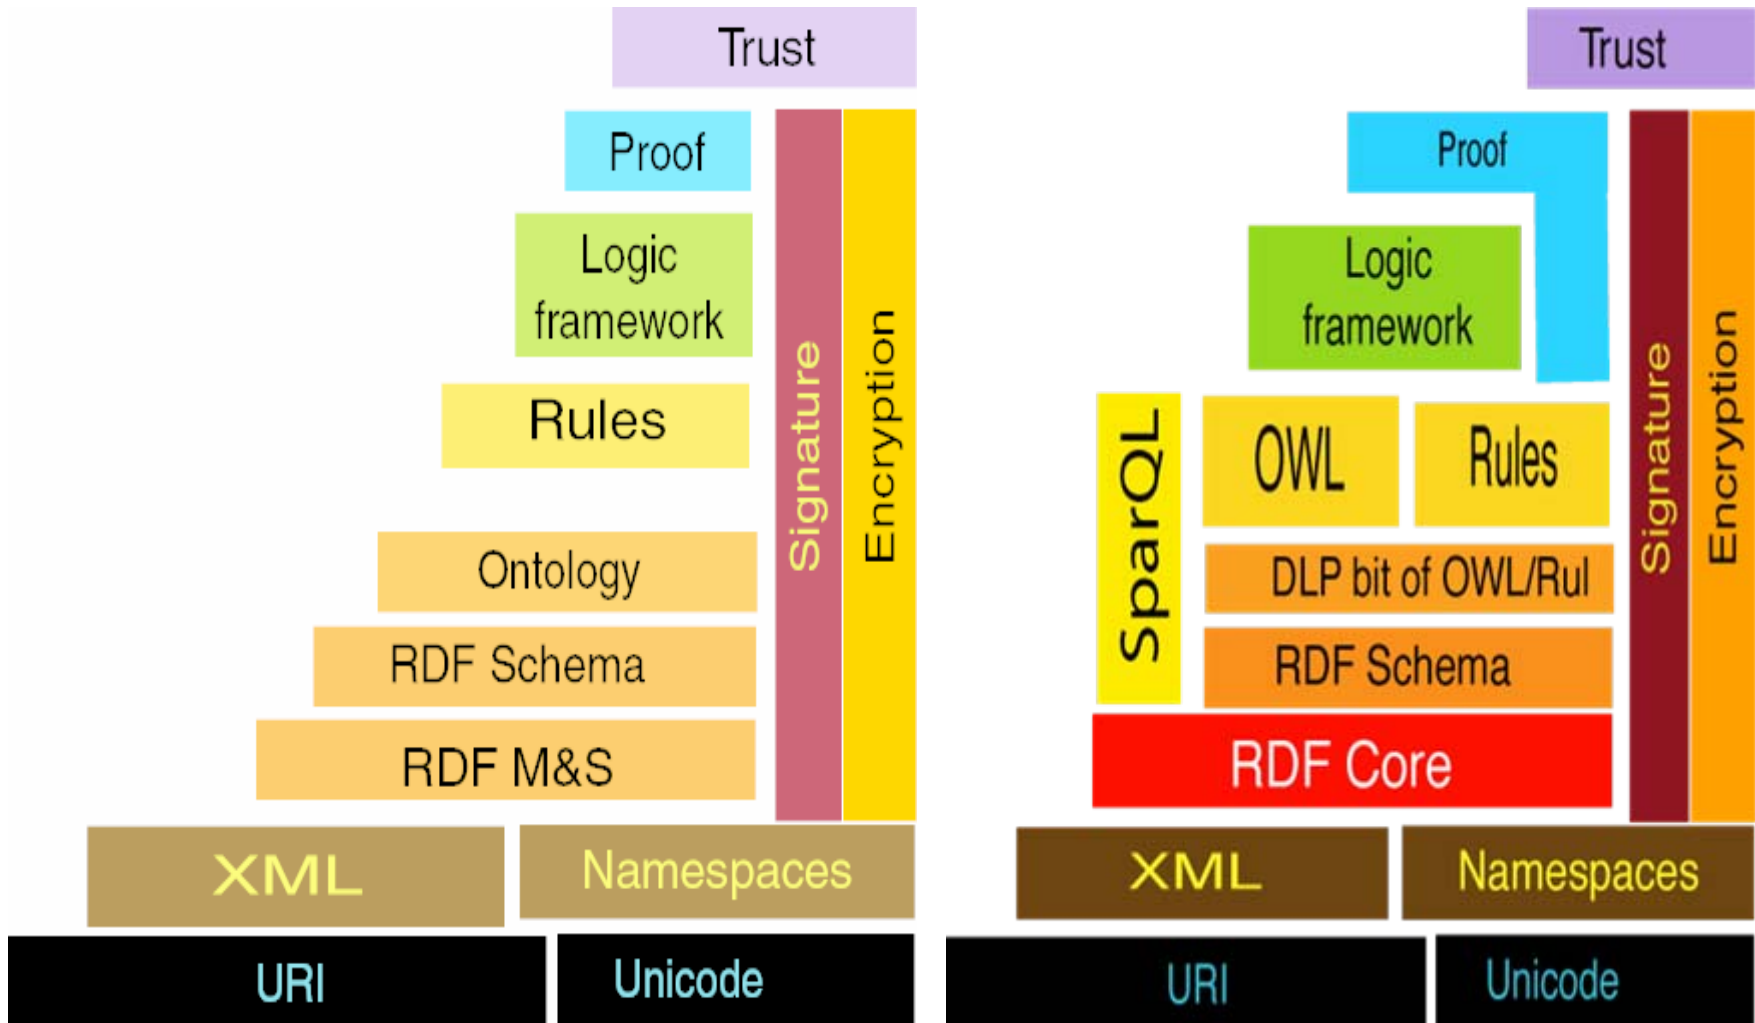 Trust
Proof
Logic
framework
Rules
Ontology
RDF Schema
RDF M&S
Signature
Encryption
XML
Namespaces
URI
Unicode
Trust
Proof
Logic
framework
SparQL
OWL
Rules
DLP bit of OWL/Rul
RDF Schema
RDF Core
Signature
Encryption
XML
Namespaces
URI
Unicode